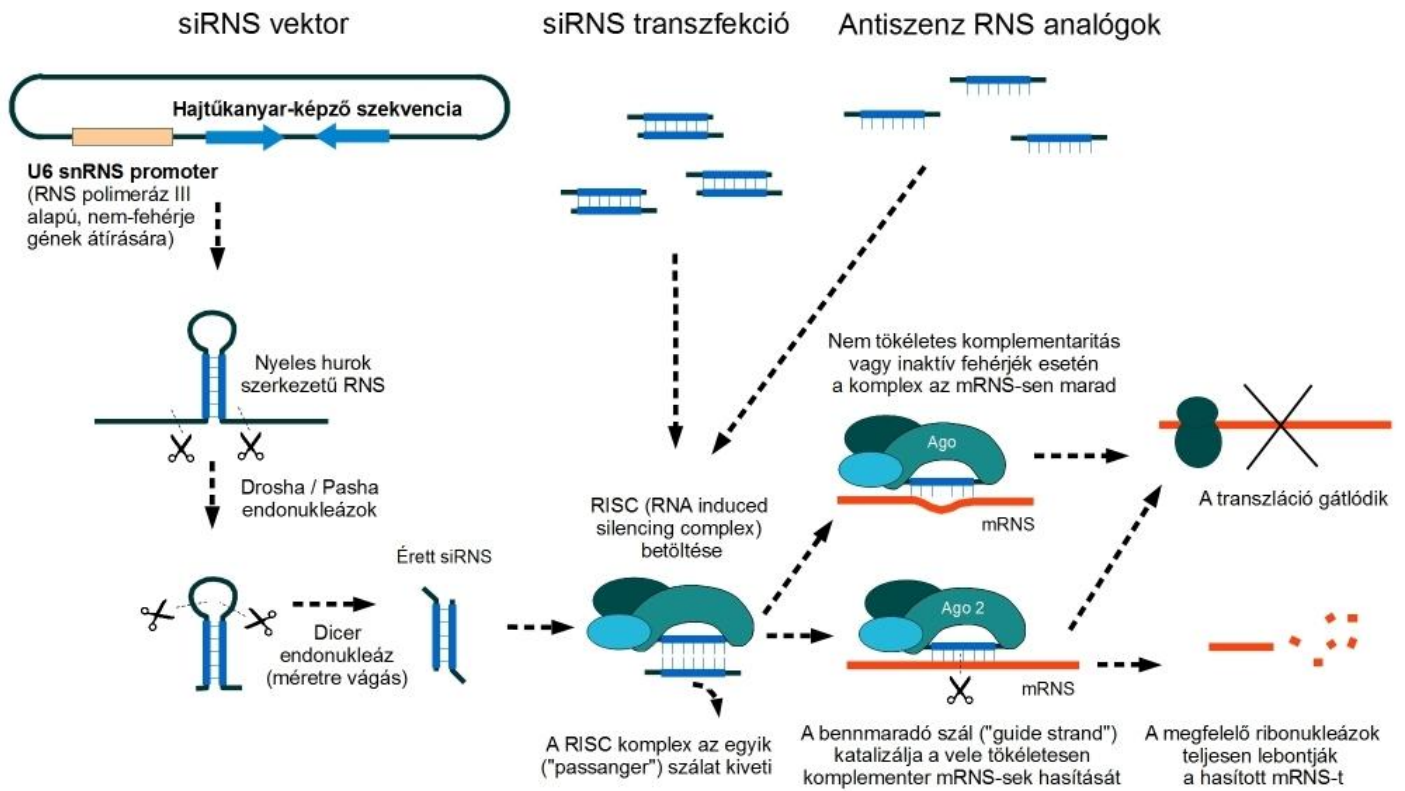 siRNS vektor
siRNS transzfekció
Antiszenz RNS analógok
Hajtűkanyar-képző szekvencia
U6 snRNS promoter
(RNS polimeráz III
alapú, nem-fehérje
gének átírására)
Nyeles hurok
szerkezetű RNS
Drosha / Pasha
endonukleázok
Dicer
endonukleáz
(méretre vágás)
Érett siRNS
RISC (RNA induced
silencing complex)
betöltése
A RISC komplex az egyik
("passanger") szálat kiveti
Nem tökéletes komplementaritás
vagy inaktív fehérjék esetén
a komplex az mRNS-sen marad
Ago
mRNS
A transzláció gátlódik
Ago 2
mRNS
A bennmaradó szál ("guide strand")
katalizálja a vele tökéletesen
komplementer mRNS-sek hasítását
A megfelelő ribonukleázok
teljesen lebontják
a hasított mRNS-t